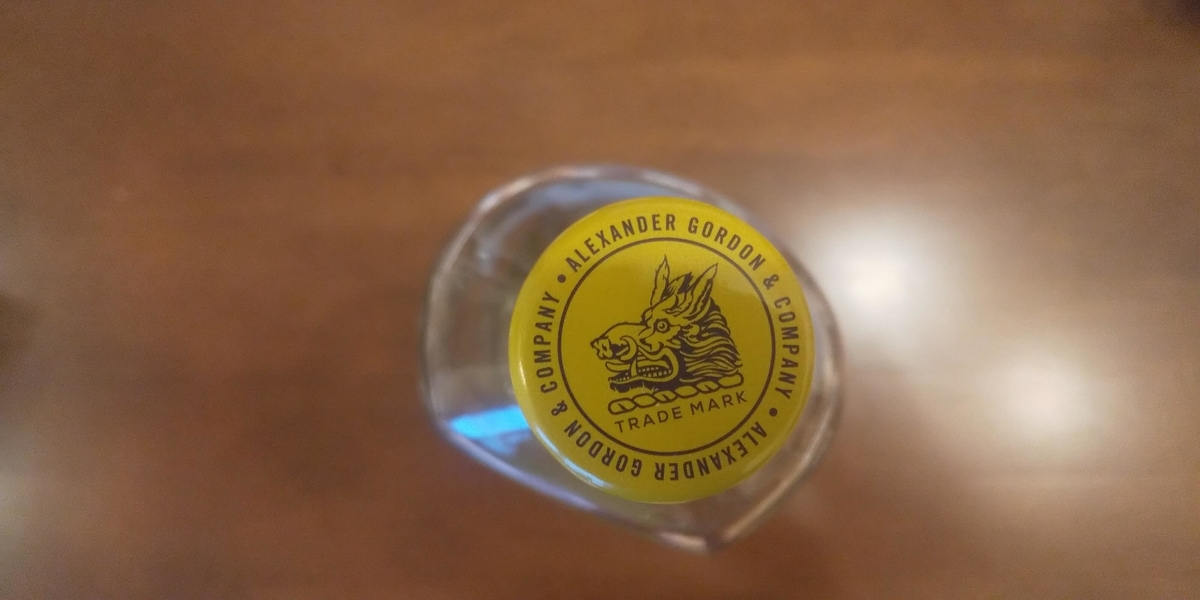 • ALEXANDER GORDON & COMPANY • ALEXANDER GORDON & COMPANY
TRADE MARK